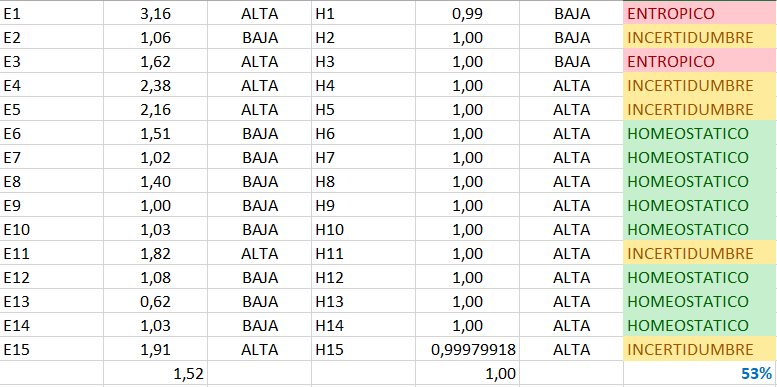 E1 3,16 ALTA H1 0,99 BAJA ENTROPICO
E2 1,06 BAJA H2 1,00 BAJA INCERTIDUMBRE
E3 1,62 ALTA H3 1,00 BAJA ENTROPICO
E4 2,38 ALTA H4 1,00 ALTA INCERTIDUMBRE
E5 2,16 ALTA H5 1,00 ALTA INCERTIDUMBRE
E6 1,51 BAJA H6 1,00 ALTA HOMEOSTATICO
E7 1,02 BAJA H7 1,00 ALTA HOMEOSTATICO
E8 1,40 BAJA H8 1,00 ALTA HOMEOSTATICO
E9 1,00 BAJA H9 1,00 ALTA HOMEOSTATICO
E10 1,03 BAJA H10 1,00 ALTA HOMEOSTATICO
E11 1,82 ALTA H11 1,00 ALTA INCERTIDUMBRE
E12 1,08 BAJA H12 1,00 ALTA HOMEOSTATICO
E13 0,62 BAJA H13 1,00 ALTA HOMEOSTATICO
E14 1,03 BAJA H14 1,00 ALTA HOMEOSTATICO
E15 1,91 ALTA H15 0,99979918 ALTA INCERTIDUMBRE
1,52 1,00 53%